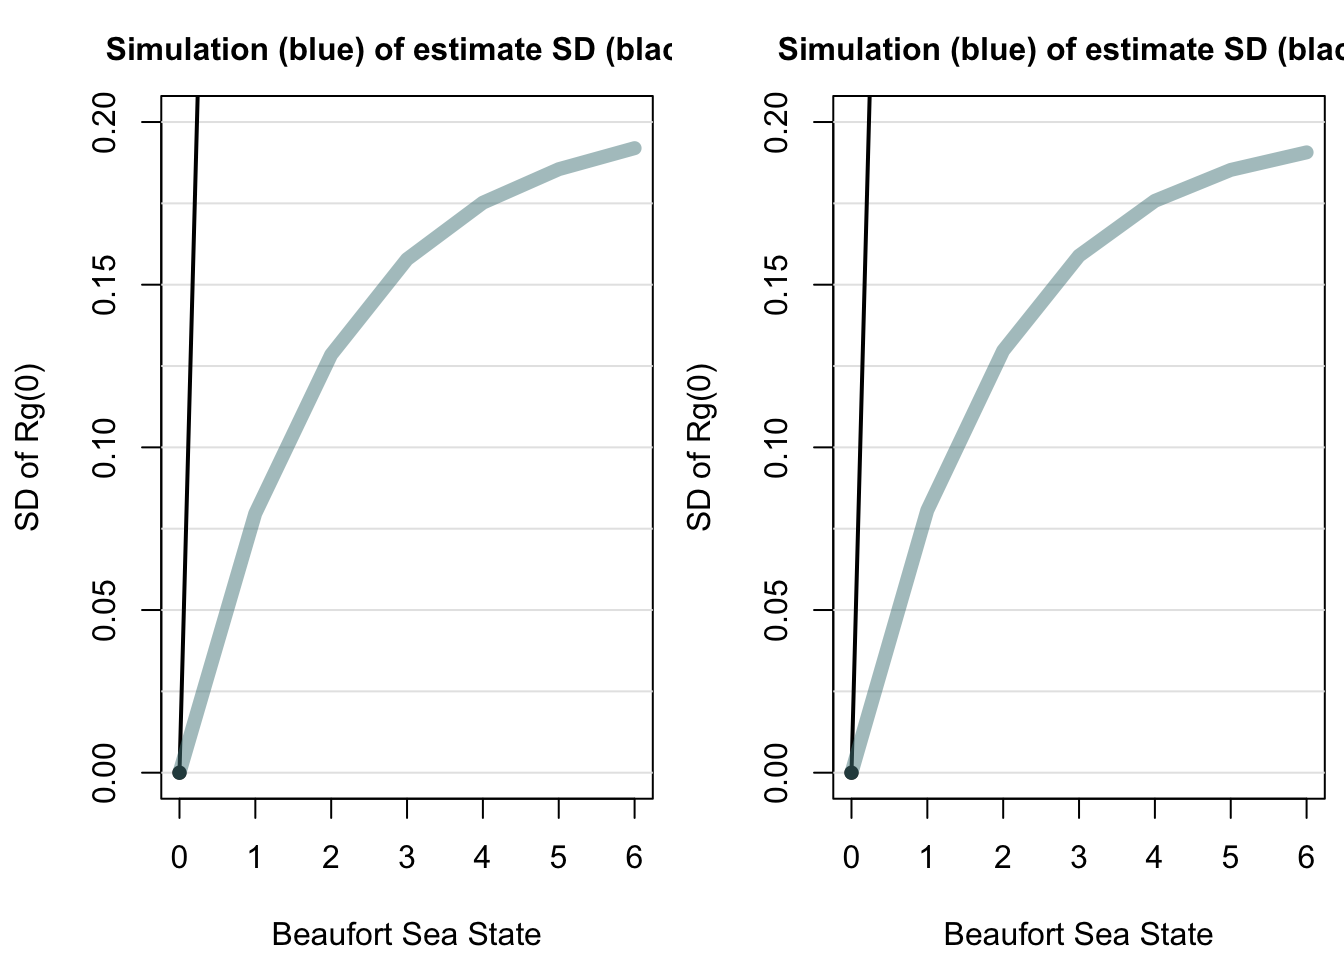 Simulation (blue) of estimate SD (blac
SD of Rg(0)
0.20
0.15
0.10
0.05
0.00
0 1 2 3 4 5 6
Beaufort Sea State
Simulation (blue) of estimate SD (blac
SD of Rg(0)
0.20
0.15
0.10
0.05
0.00
0 1 2 3 4 5 6
Beaufort Sea State